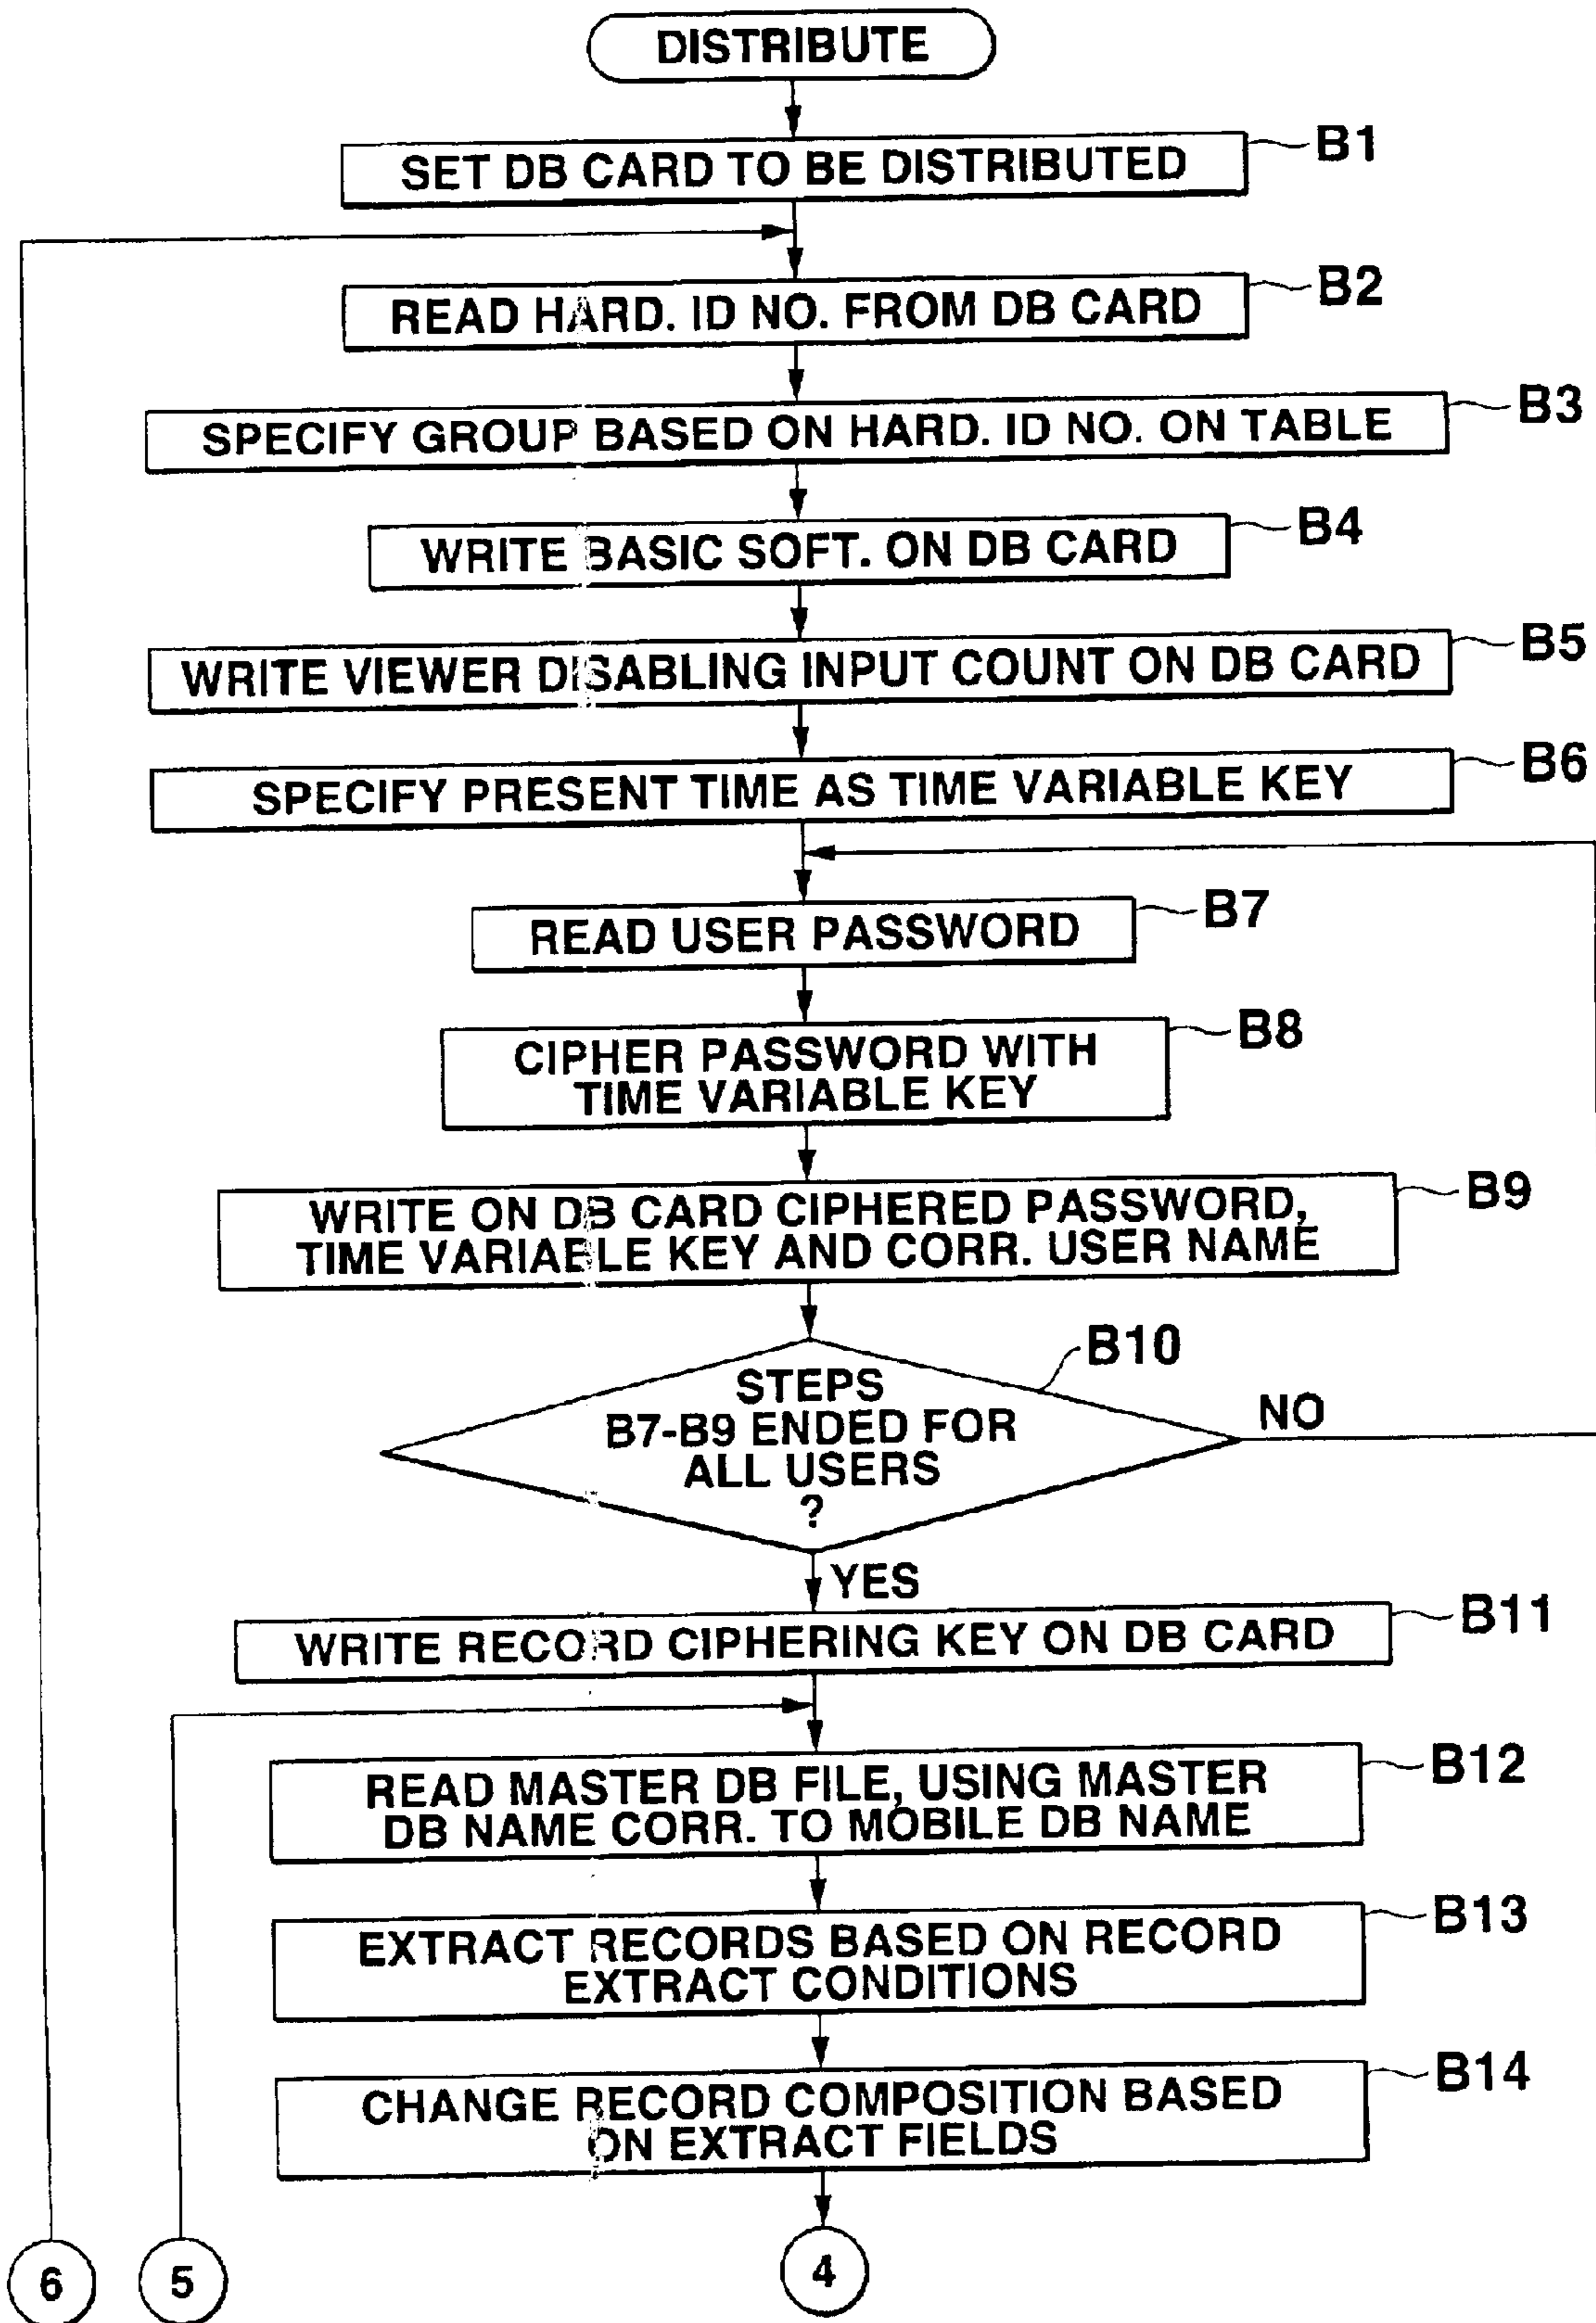 DISTRIBUTE
B1
SET DB CARD TO BE DISTRIBUTED
B2
READ HARD. ID NO. FROM DB CARD
B3
SPECIFY GROUP BASED ON HARD. ID NO. ON TABLE
B4
WRITE BASIC SOFT. ON DB CARD
B5
WRITE VIEWER DISABLING INPUT COUNT ON DB CARD
B6
SPECIFY PRESENT TIME AS TIME VARIABLE KEY
B7
READ USER PASSWORD
B8
CIPHER PASSWORD WITH
TIME VARIABLE KEY
B9
WRITE ON DB CARD CIPHERED PASSWORD,
TIME VARIABLE KEY AND CORR. USER NAME
B10
STEPS
B7-B9 ENDED FOR
ALL USERS
?
NO
YES
B11
WRITE RECORD CIPHERING KEY ON DB CARD
B12
READ MASTER DB FILE, USING MASTER
DB NAME CORR. TO MOBILE DB NAME
B13
EXTRACT RECORDS BASED ON RECORD
EXTRACT CONDITIONS
B14
CHANGE RECORD COMPOSITION BASED
ON EXTRACT FIELDS
6
5
4